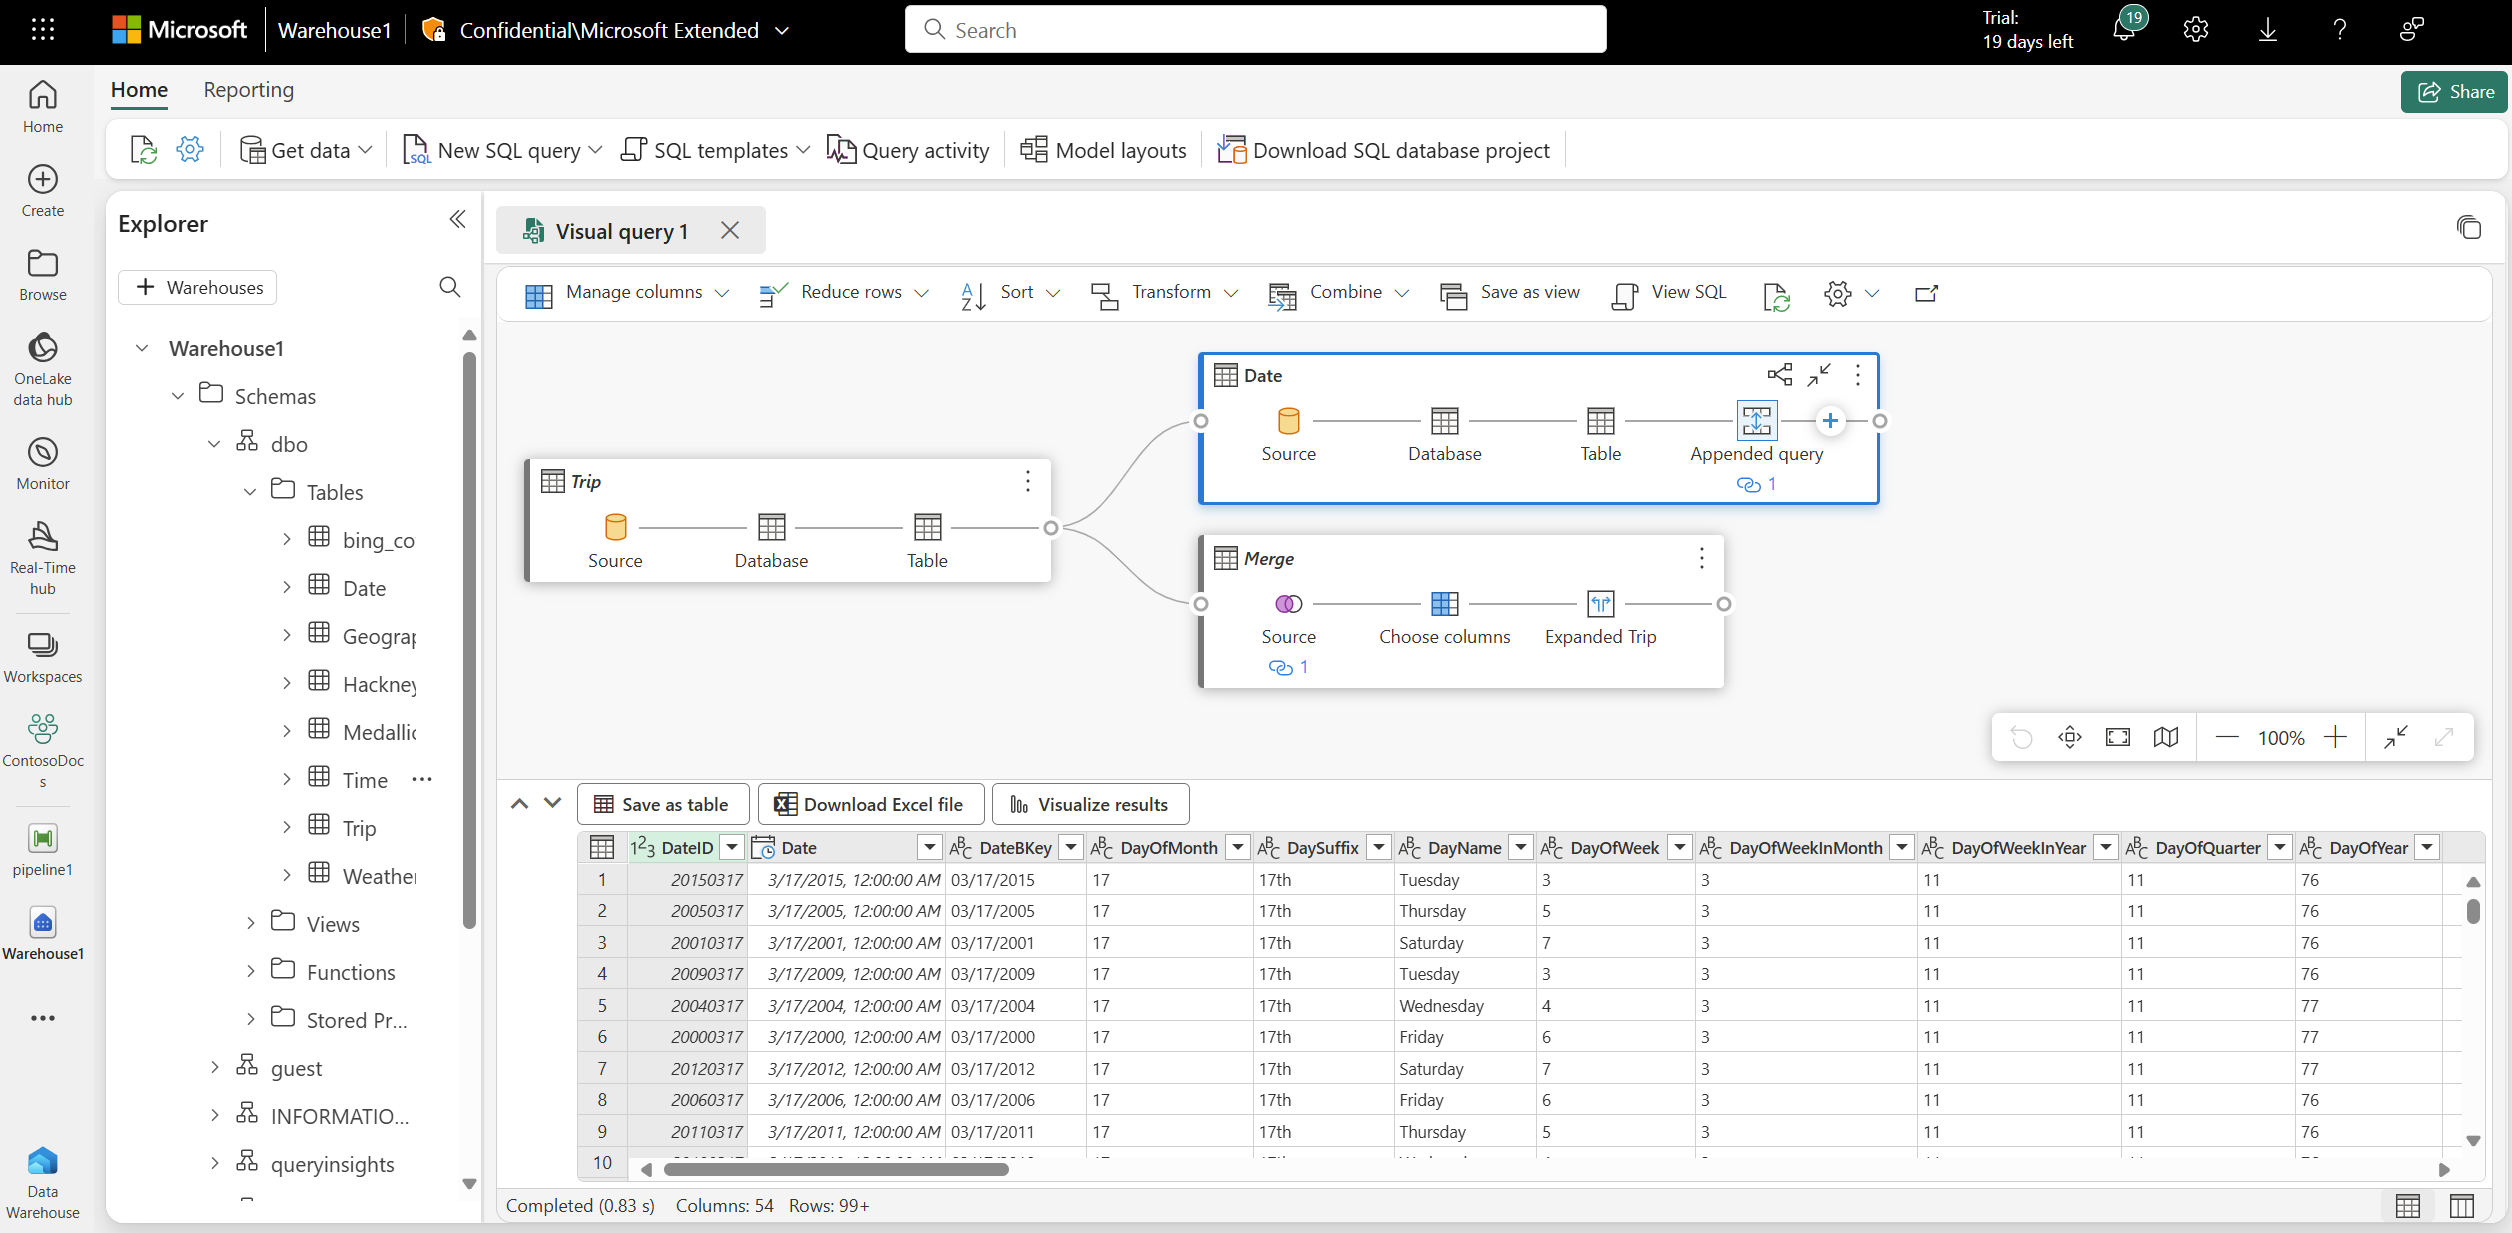 Microsoft Warehouse1 Confidential\Microsoft Extended Search Trial: 19
19 days left
Home Reporting Share
Get data New SQL query SQL templates Query activity Model layouts Download SQL database project
Home
Create
Browse
OneLake
data hub
Monitor
Real-Time
hub
Workspaces
ContosoDoc
s
pipeline1
Warehouse1
Data
Warehouse
Explorer
Warehouses
Warehouse1
Schemas
dbo
Tables
bing_co
Date
Geograp
Hackney
Medallic
Time
Trip
Weather
Views
Functions
Stored Pr...
guest
INFORMATIO...
queryinsights
Visual query 1
Manage columns Reduce rows Sort Transform Combine Save as view View SQL
Trip
Source Database Table
Date
Source Database Table Appended query
1
Merge
Source Choose columns Expanded Trip
1
100%
Save as table Download Excel file Visualize results
DateID Date DateBKey DayOfMonth DaySuffix DayName DayOfWeek DayOfWeekInMonth DayOfWeekInYear DayOfQuarter DayOfYear
1 20150317 3/17/2015, 12:00:00 AM 03/17/2015 17 17th Tuesday 3 3 11 11 76
2 20050317 3/17/2005, 12:00:00 AM 03/17/2005 17 17th Thursday 5 3 11 11 76
3 20010317 3/17/2001, 12:00:00 AM 03/17/2001 17 17th Saturday 7 3 11 11 76
4 20090317 3/17/2009, 12:00:00 AM 03/17/2009 17 17th Tuesday 3 3 11 11 76
5 20040317 3/17/2004, 12:00:00 AM 03/17/2004 17 17th Wednesday 4 3 11 11 77
6 20000317 3/17/2000, 12:00:00 AM 03/17/2000 17 17th Friday 6 3 11 11 77
7 20120317 3/17/2012, 12:00:00 AM 03/17/2012 17 17th Saturday 7 3 11 11 77
8 20060317 3/17/2006, 12:00:00 AM 03/17/2006 17 17th Friday 6 3 11 11 76
9 20110317 3/17/2011, 12:00:00 AM 03/17/2011 17 17th Thursday 5 3 11 11 76
10
Completed (0.83 s) Columns: 54 Rows: 99+